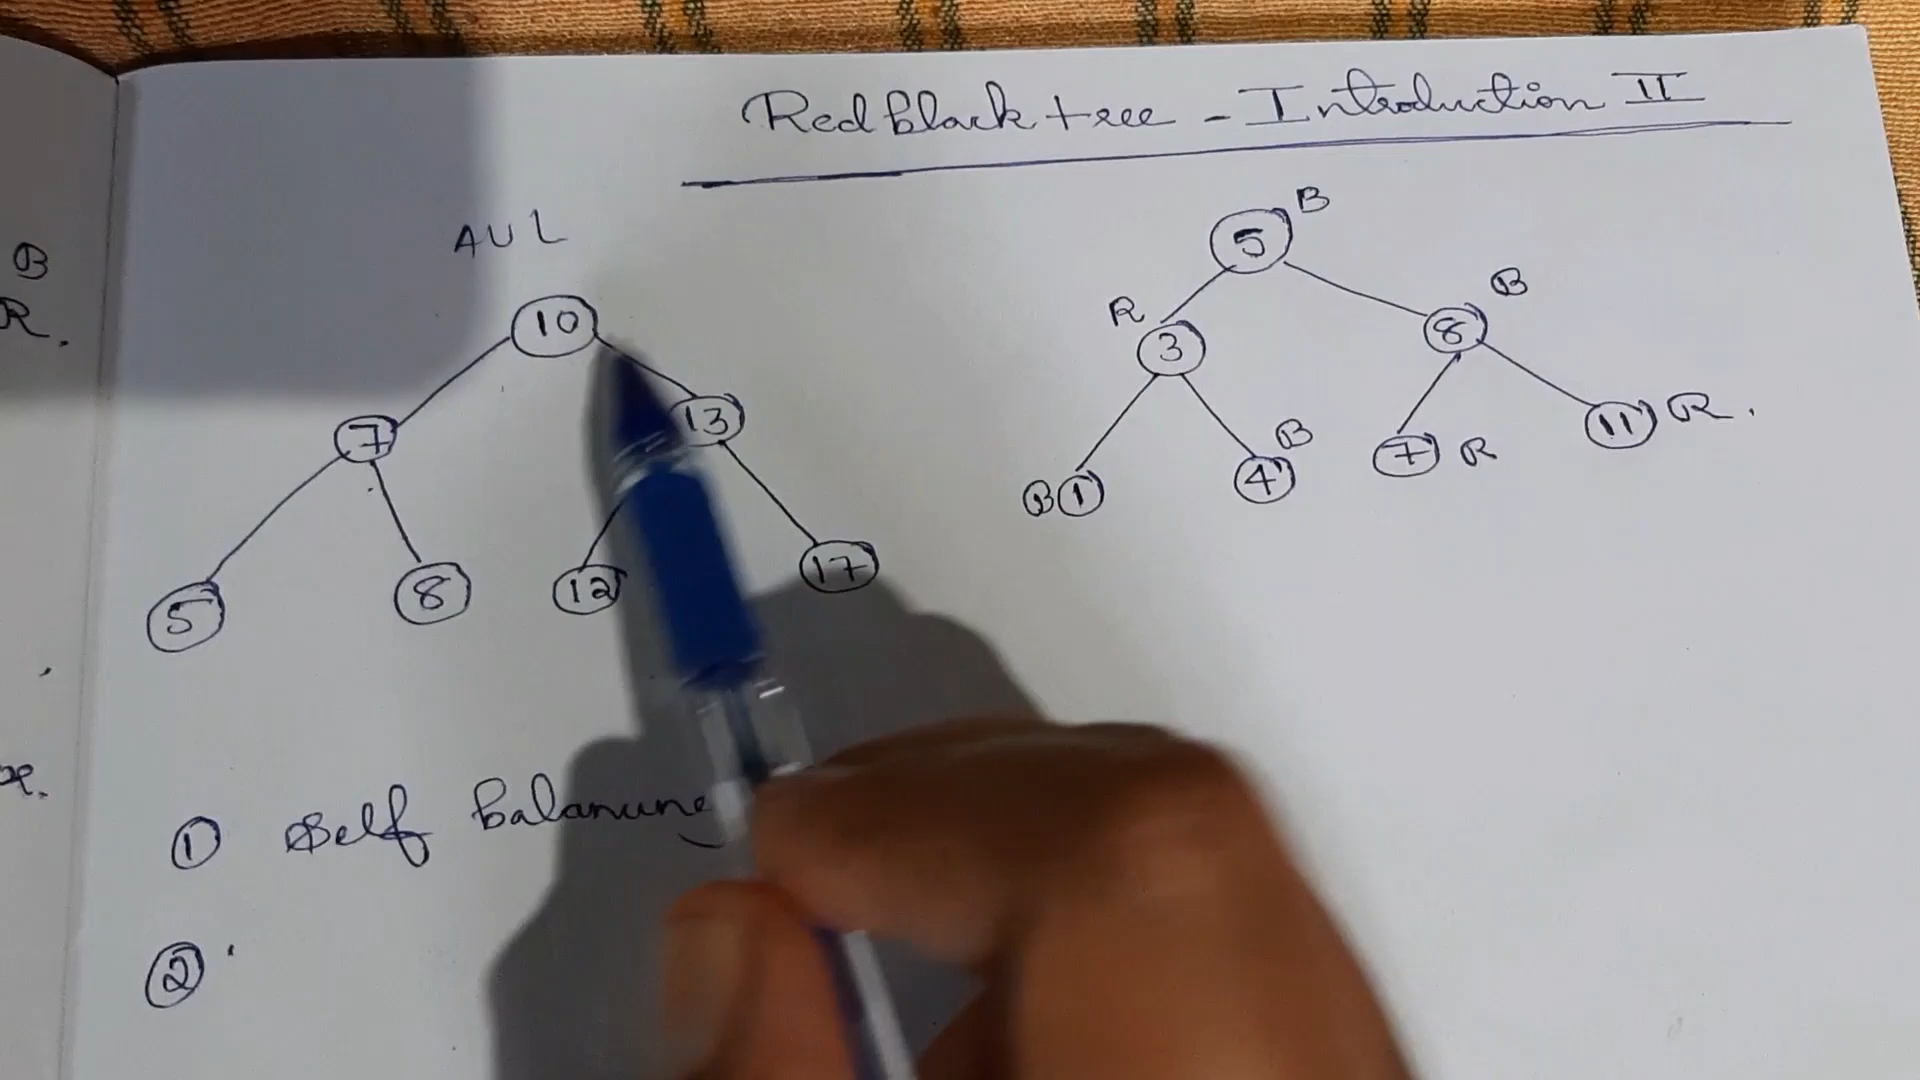 Red black tree - Introduction II
AVL
B
5
B
R
3
8
B
1
4
B
7
R
11
R.
10
7
13
5
8
12
17
B
R.
x.
1 Self balancing
2